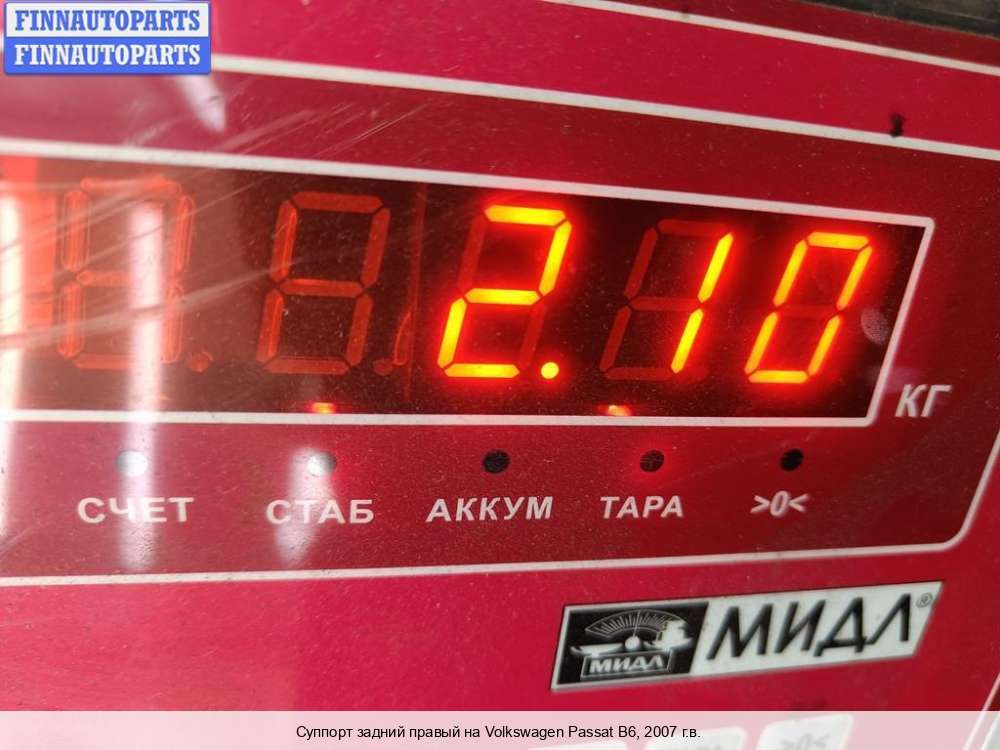 FINNAUTOPARTS
FINNAUTOPARTS
2.10
КГ
СЧЕТ СТАБ АККУМ ТАРА >0<
МИДЛ МИДЛ®
>0<
Суппорт задний правый на Volkswagen Passat B6, 2007 г.в.